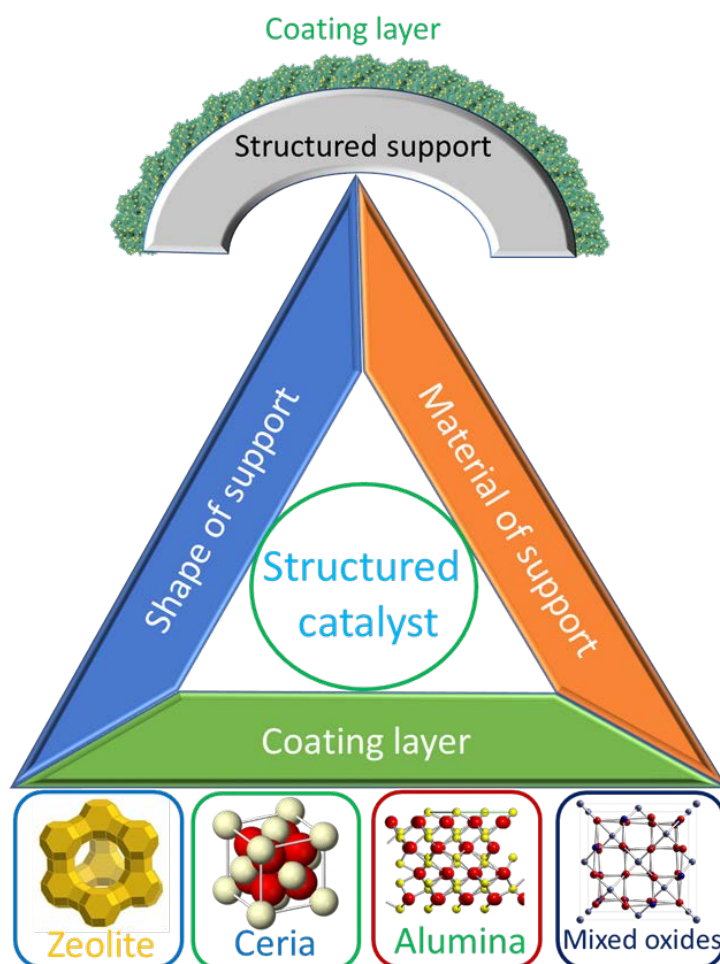 Coating layer
Structured support
Shape of support
Material of support
Structured
catalyst
Coating layer
Zeolite
Ceria
Alumina
Mixed oxides